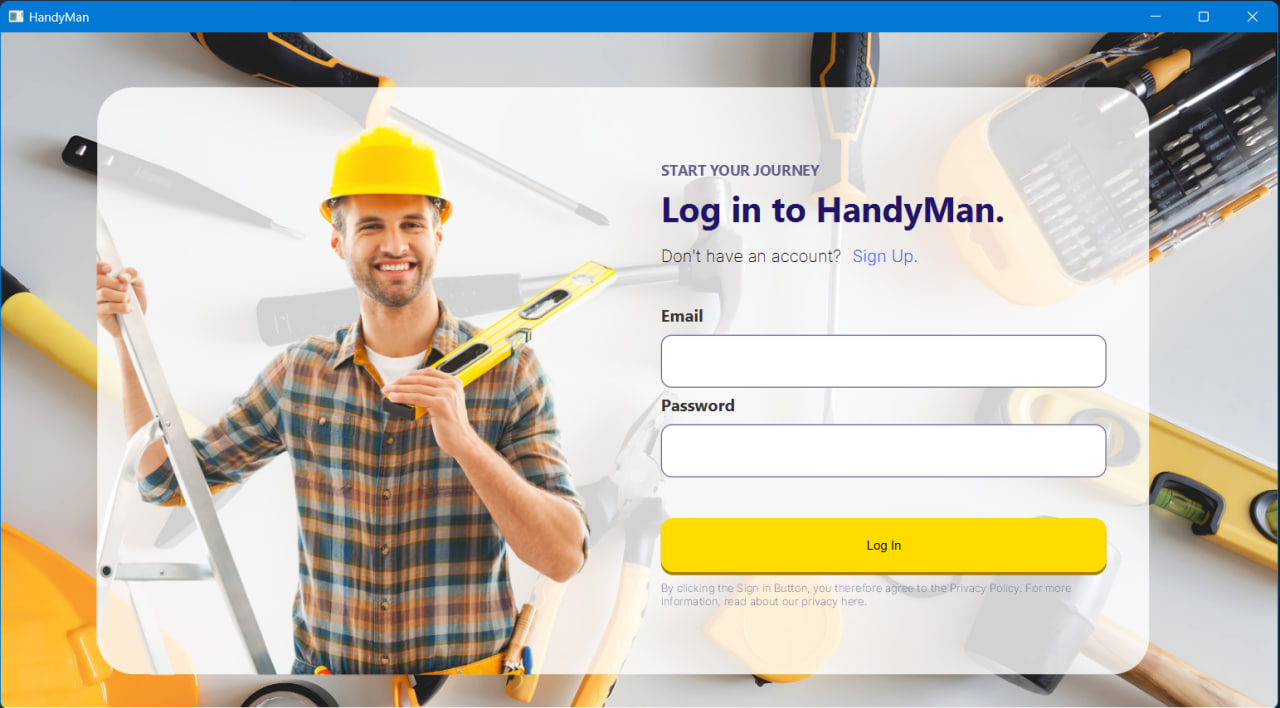 HandyMan
START YOUR JOURNEY
Log in to HandyMan.
Don't have an account? Sign Up.
Email
Password
Log In
By clicking the Sign in Button, you therefore agree to the Privacy Policy. For more
information, read about our privacy here.